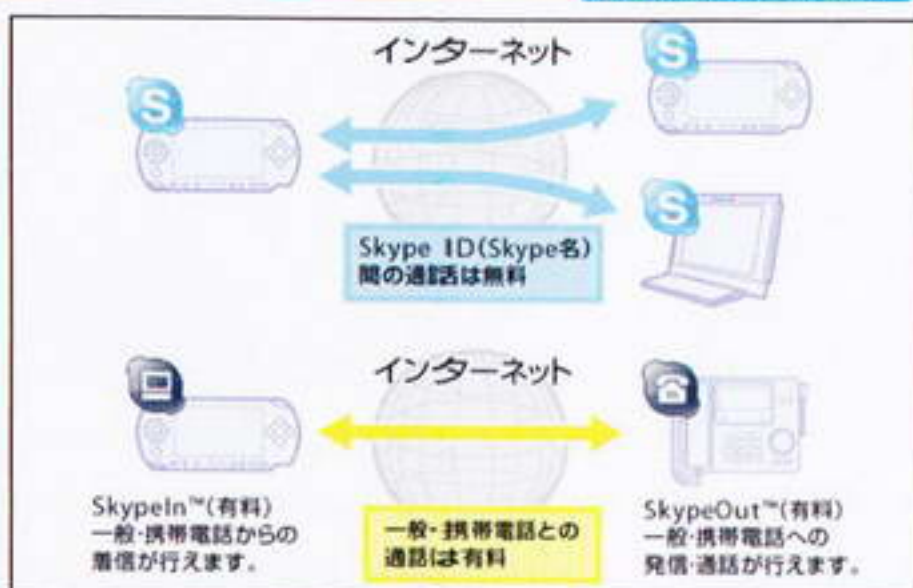 インターネット
S
S
S
Skype ID(Skype名)
間の通話は無料
インターネット
SkypeIn™(有料)
一般・携帯電話からの
着信が行えます。
一般・携帯電話との
通話は有料
SkypeOut™(有料)
一般・携帯電話への
発信・通話が行えます。